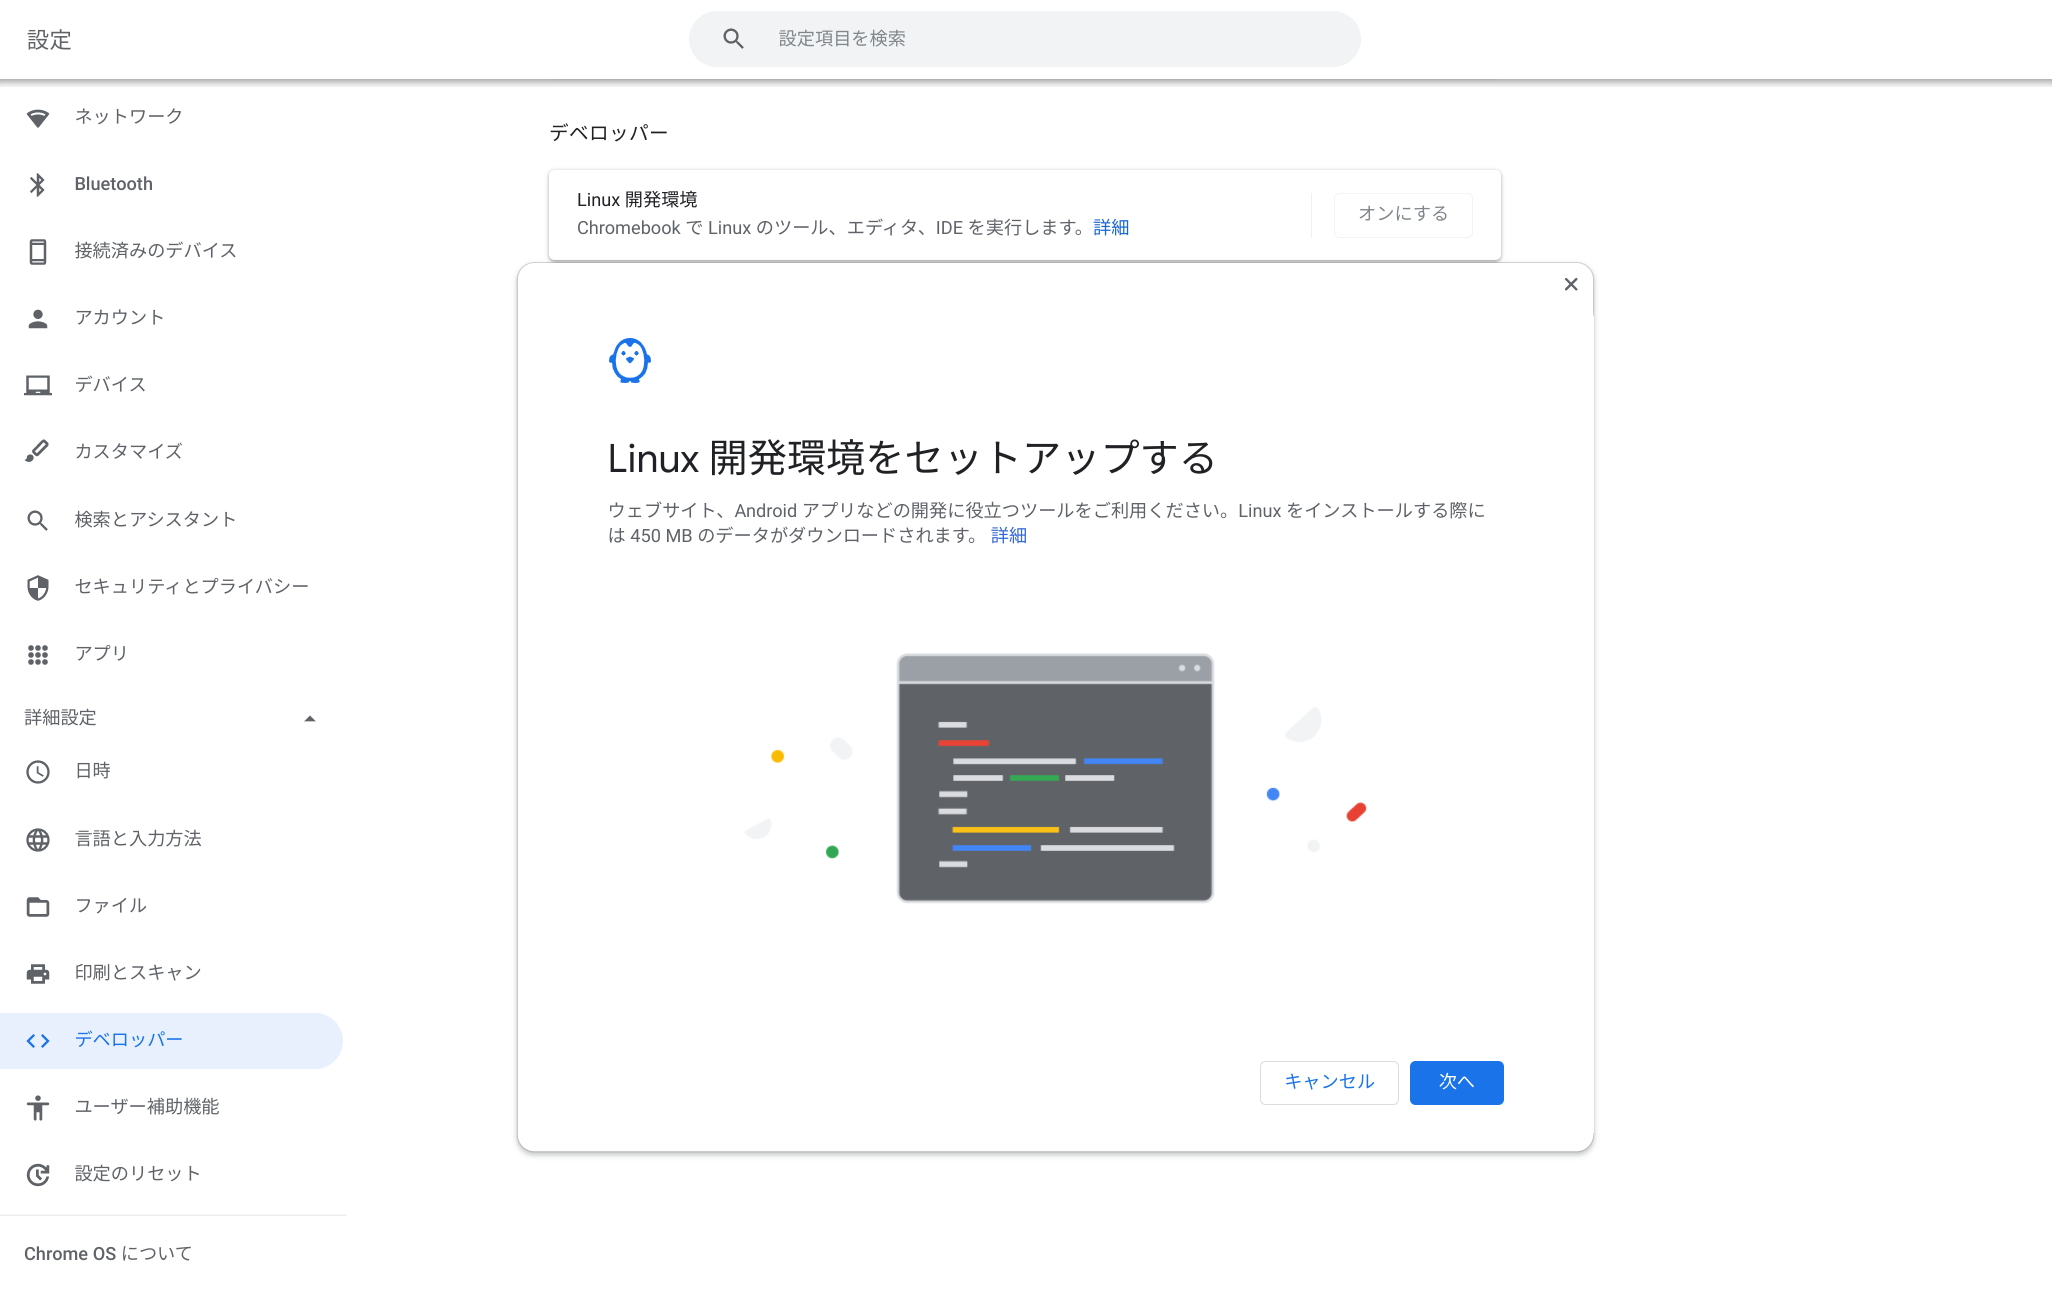 設定
設定項目を検索
ネットワーク
Bluetooth
接続済みのデバイス
アカウント
デバイス
カスタマイズ
検索とアシスタント
セキュリティとプライバシー
アプリ
詳細設定
日時
言語と入力方法
ファイル
印刷とスキャン
デベロッパー
ユーザー補助機能
設定のリセット
Chrome OS について
デベロッパー
Linux 開発環境
Chromebook で Linux のツール、エディタ、IDE を実行します。詳細
オンにする
Linux 開発環境をセットアップする
ウェブサイト、Android アプリなどの開発に役立つツールをご利用ください。Linux をインストールする際に
は 450 MB のデータがダウンロードされます。 詳細
キャンセル
次へ